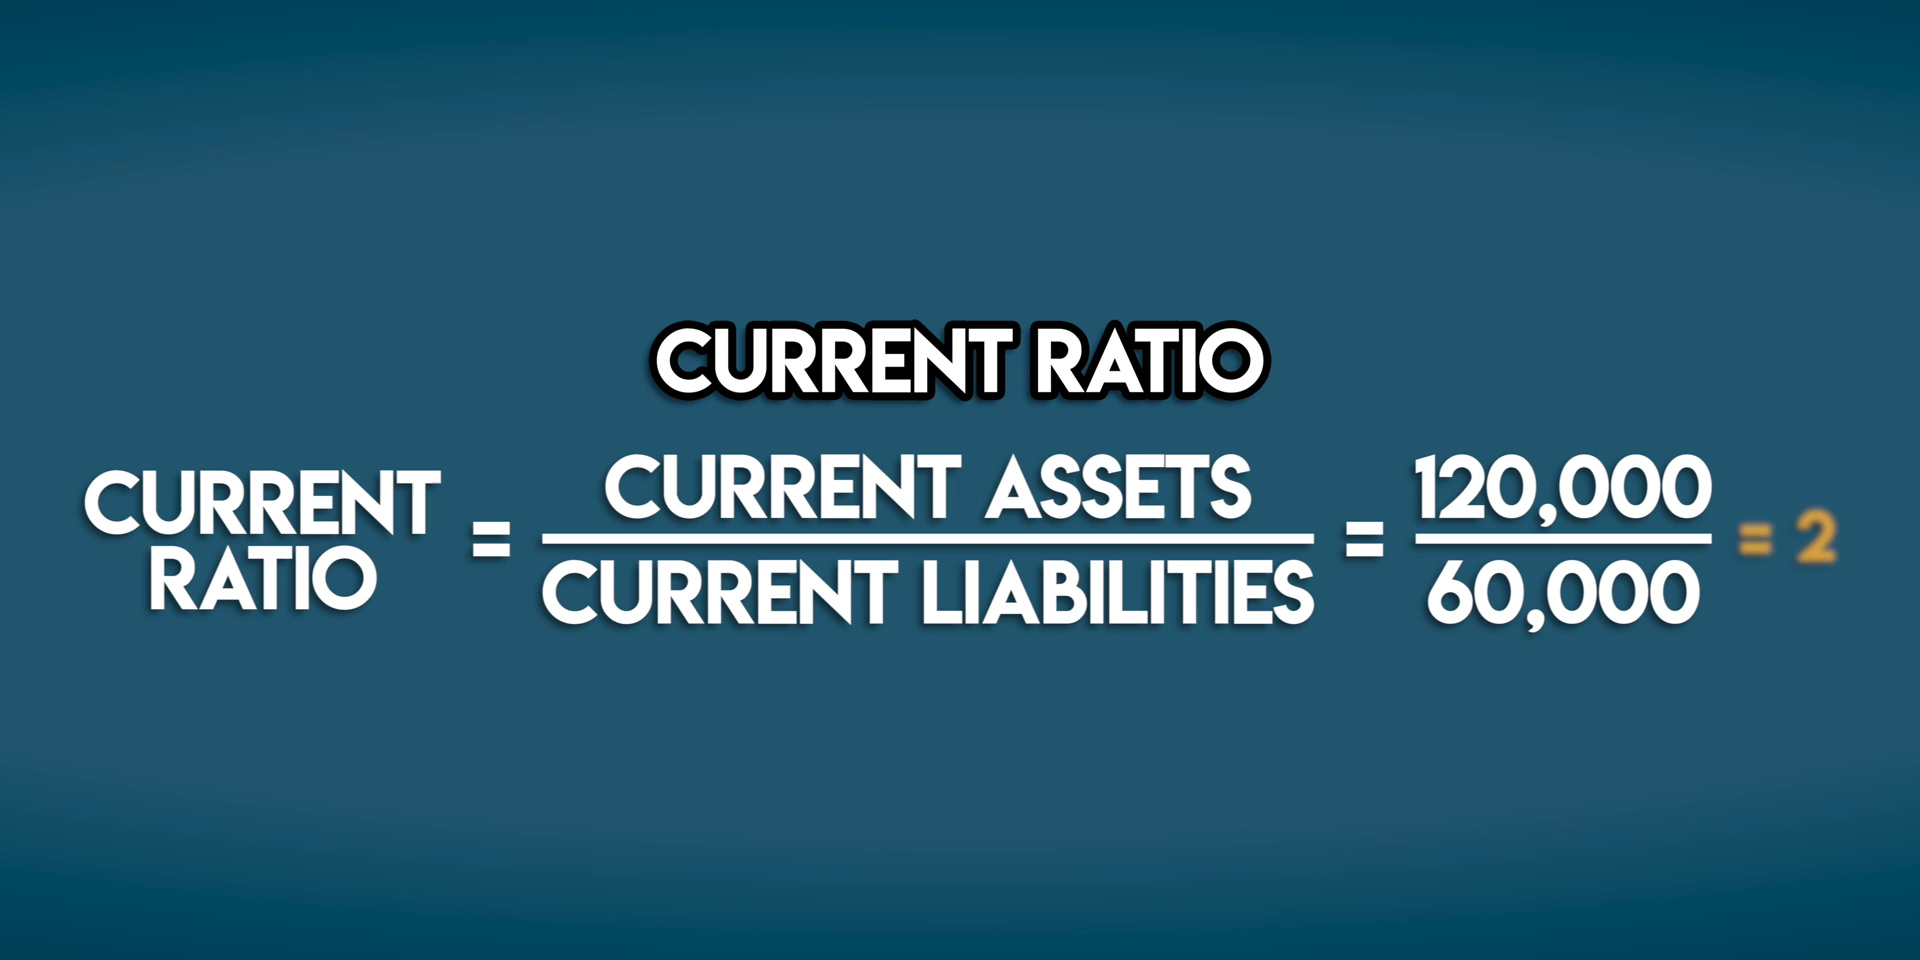 CURRENT RATIO
CURRENT
RATIO
=
CURRENT ASSETS
CURRENT LIABILITIES
=
120,000
60,000
= 2